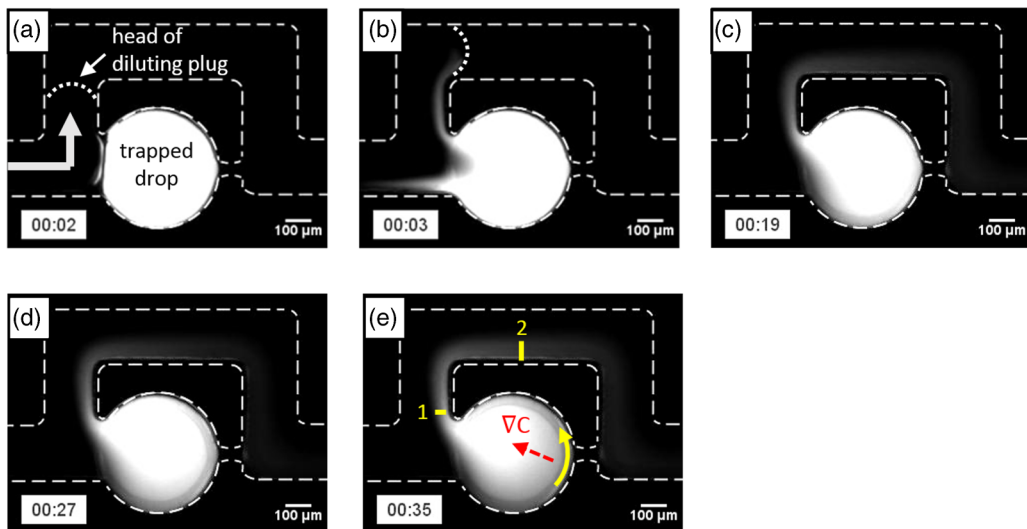 (a)
head of
diluting plug
trapped
drop
00:02
100 µm
(b)
00:03
100 µm
(c)
00:19
100 µm
(d)
00:27
100 µm
(e)
2
1
∇C
00:35
100 µm